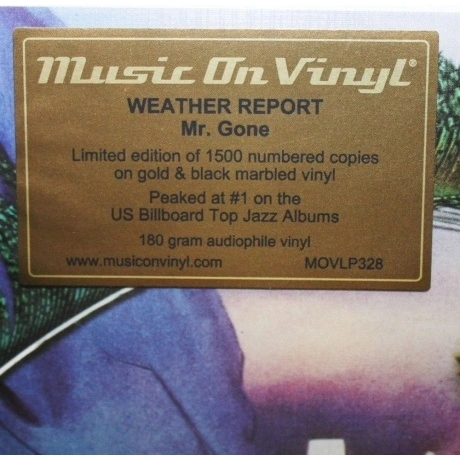 Music On Vinyl®
WEATHER REPORT
Mr. Gone
Limited edition of 1500 numbered copies
on gold & black marbled vinyl
Peaked at #1 on the
US Billboard Top Jazz Albums
180 gram audiophile vinyl
www.musiconvinyl.com MOVLP328